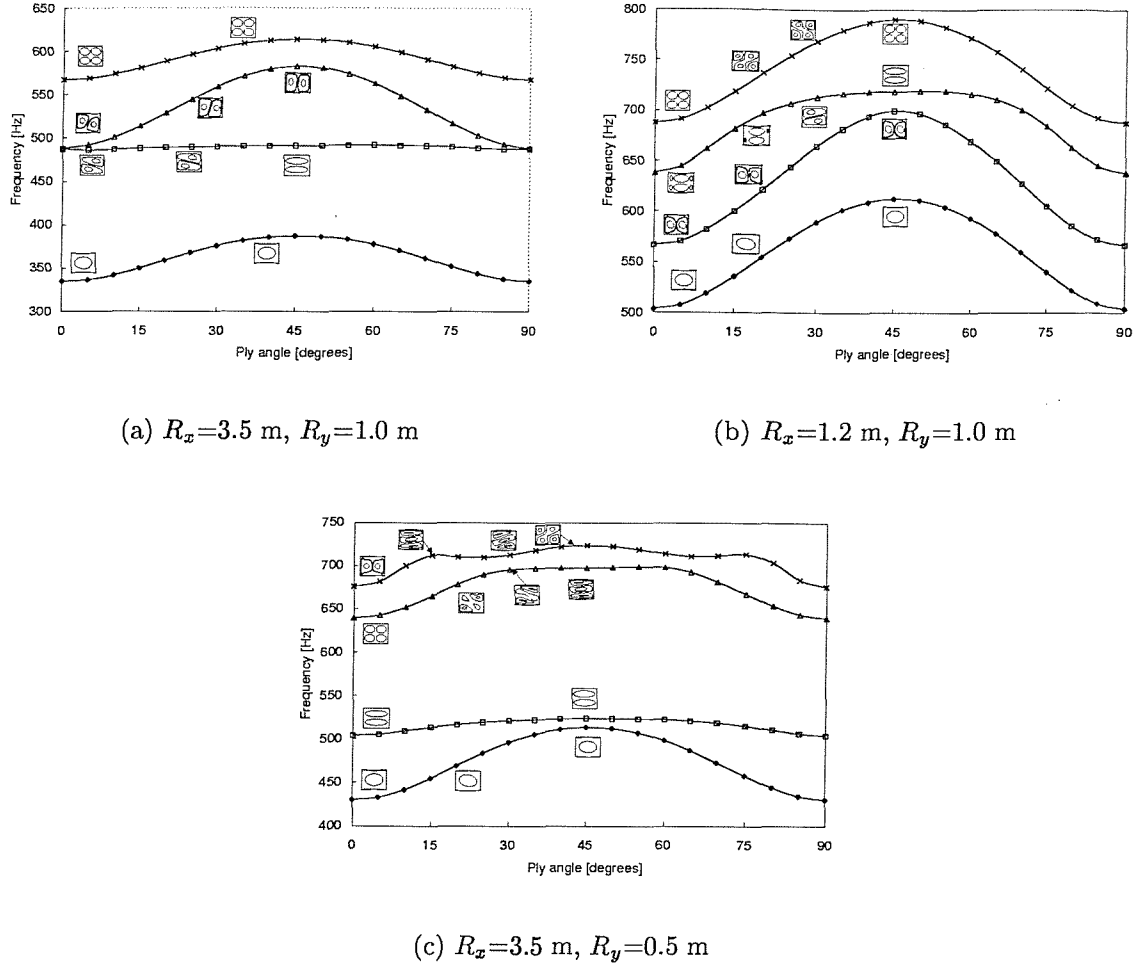 650
600
550
500
450
400
350
300
Frequency [Hz]
0 15 30 45 60 75 90
Ply angle [degrees]
(a) Rₓ=3.5 m, R_y=1.0 m
800
750
700
650
600
550
500
Frequency [Hz]
0 15 30 45 60 75 90
Ply angle [degrees]
(b) Rₓ=1.2 m, R_y=1.0 m
750
700
650
600
550
500
450
400
Frequency [Hz]
0 15 30 45 60 75 90
Ply angle [degrees]
(c) Rₓ=3.5 m, R_y=0.5 m